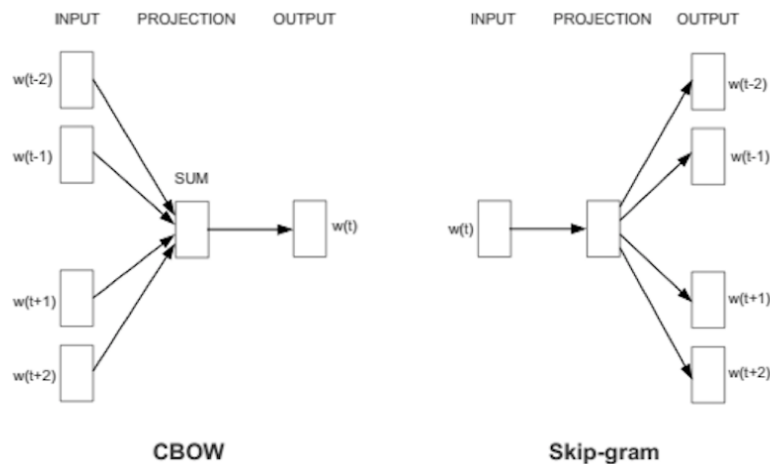 INPUT PROJECTION OUTPUT
w(t-2)
w(t-1)
SUM
w(t)
w(t+1)
w(t+2)
CBOW
INPUT PROJECTION OUTPUT
w(t-2)
w(t-1)
w(t)
w(t+1)
w(t+2)
Skip-gram